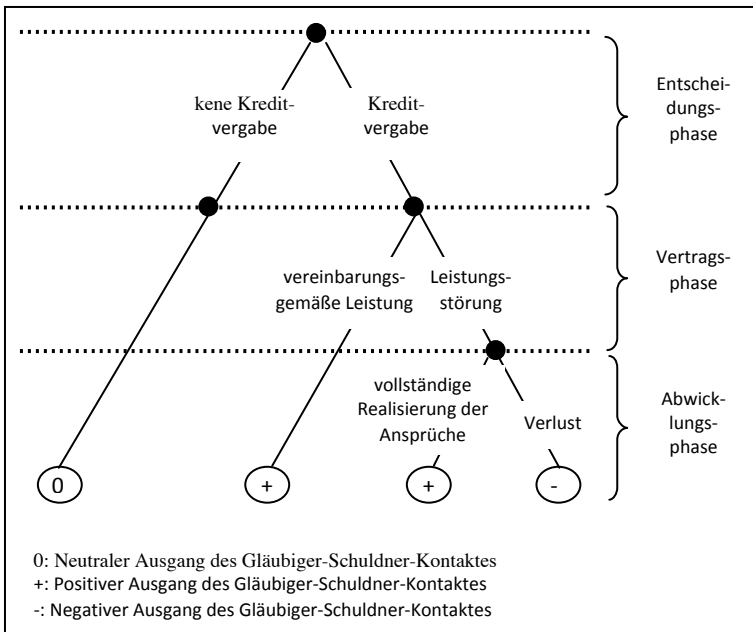 kene Kredit-
vergabe
Kredit-
vergabe
Entschei-
dungs-
phase
vereinbarungs-
gemäße Leistung
Leistungs-
störung
Vertrags-
phase
vollständige
Realisierung der
Ansprüche
Verlust
Abwick-
lungs-
phase
0
+
+
-
0: Neutraler Ausgang des Gläubiger-Schuldner-Kontaktes
+: Positiver Ausgang des Gläubiger-Schuldner-Kontaktes
-: Negativer Ausgang des Gläubiger-Schuldner-Kontaktes